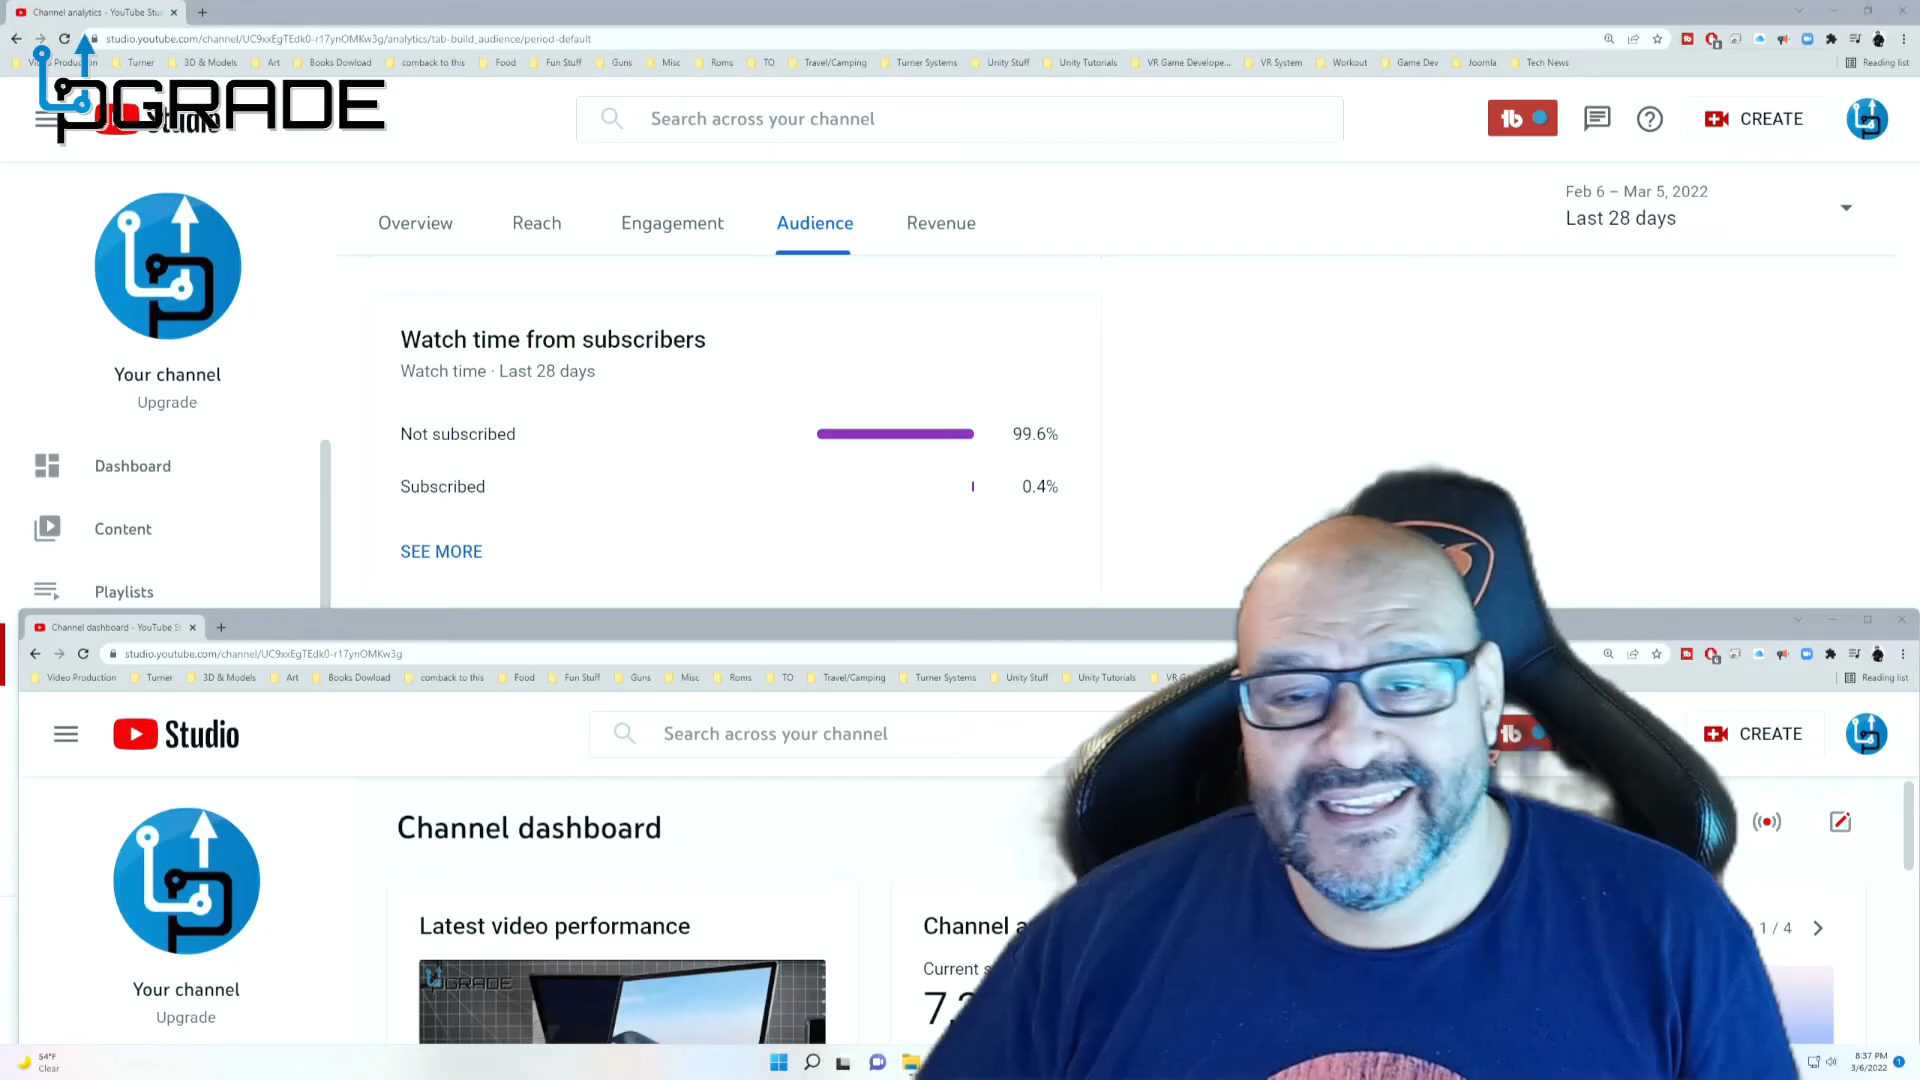 Channel analytics - YouTube Stu
studio.youtube.com/channel/UC9xxEgTEdk0-r17ynOMKw3g/analytics/tab-build_audience/period-default
Turner 3D & Models Art Books Dowload comback to this Food Fun Stuff Guns Misc Roms TO Travel/Camping Turner Systems Unity Stuff Unity Tutorials VR Game Develope... VR System Workout Game Dev Joomla Tech News Reading list
UPGRADE
Studio
Search across your channel
CREATE
Overview Reach Engagement Audience Revenue
Feb 6 – Mar 5, 2022
Last 28 days
Your channel
Upgrade
Dashboard
Content
Playlists
Watch time from subscribers
Watch time · Last 28 days
Not subscribed 99.6%
Subscribed 0.4%
SEE MORE
Channel dashboard - YouTube S
studio.youtube.com/channel/UC9xxEgTEdk0-r17ynOMKw3g
Video Production Turner 3D & Models Art Books Dowload comback to this Food Fun Stuff Guns Misc Roms TO Travel/Camping Turner Systems Unity Stuff Unity Tutorials Reading list
Studio
Search across your channel
CREATE
Your channel
Upgrade
Channel dashboard
Latest video performance
UPGRADE
Channel
1 / 4
Current
54°F
Clear
8:37 PM
3/6/2022